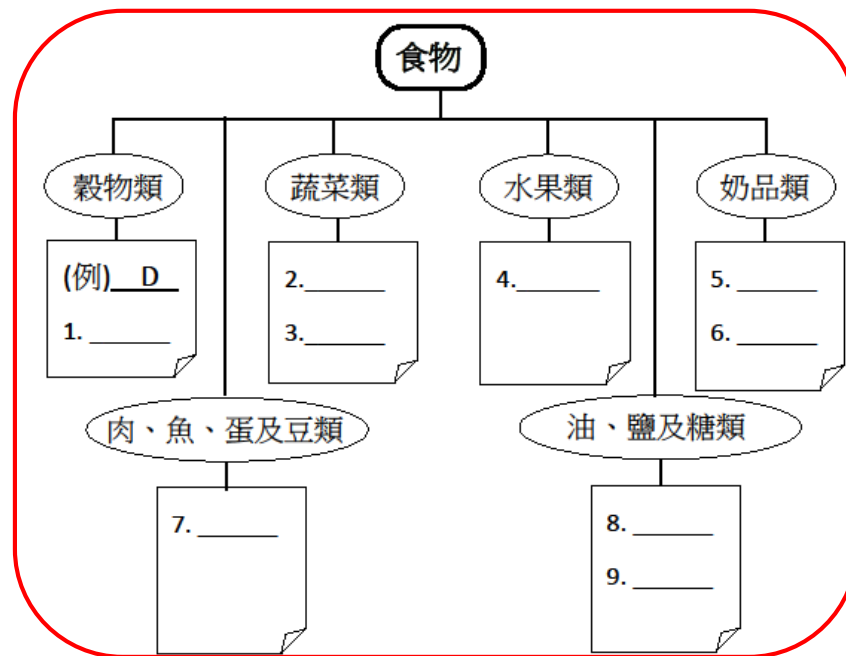 食物
穀物類
蔬菜類
水果類
奶品類
(例)__D__
1. ______
2.______
3.______
4.______
5. ______
6. ______
肉、魚、蛋及豆類
油、鹽及糖類
7. ______
8. ______
9. ______